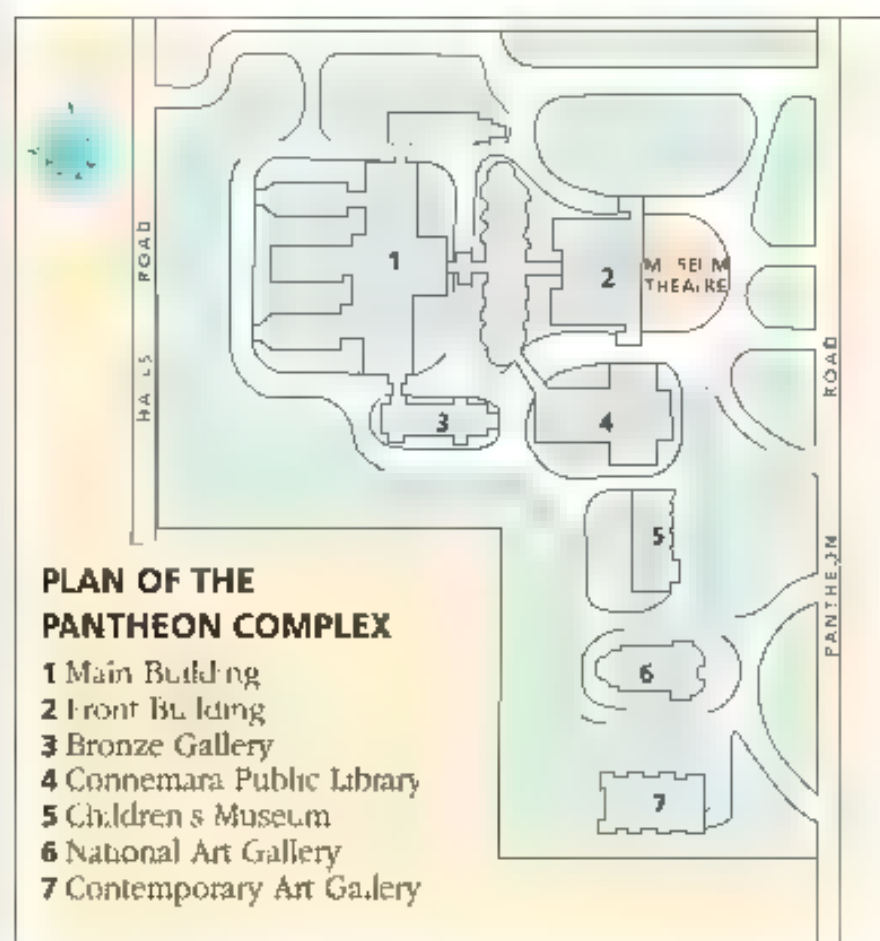 HALLS ROAD
1
2
MUSEUM
THEATRE
3
4
5
6
7
ROAD
PANTHEON
PLAN OF THE
PANTHEON COMPLEX
1 Main Building
2 Front Building
3 Bronze Gallery
4 Connemara Public Library
5 Children's Museum
6 National Art Gallery
7 Contemporary Art Gallery